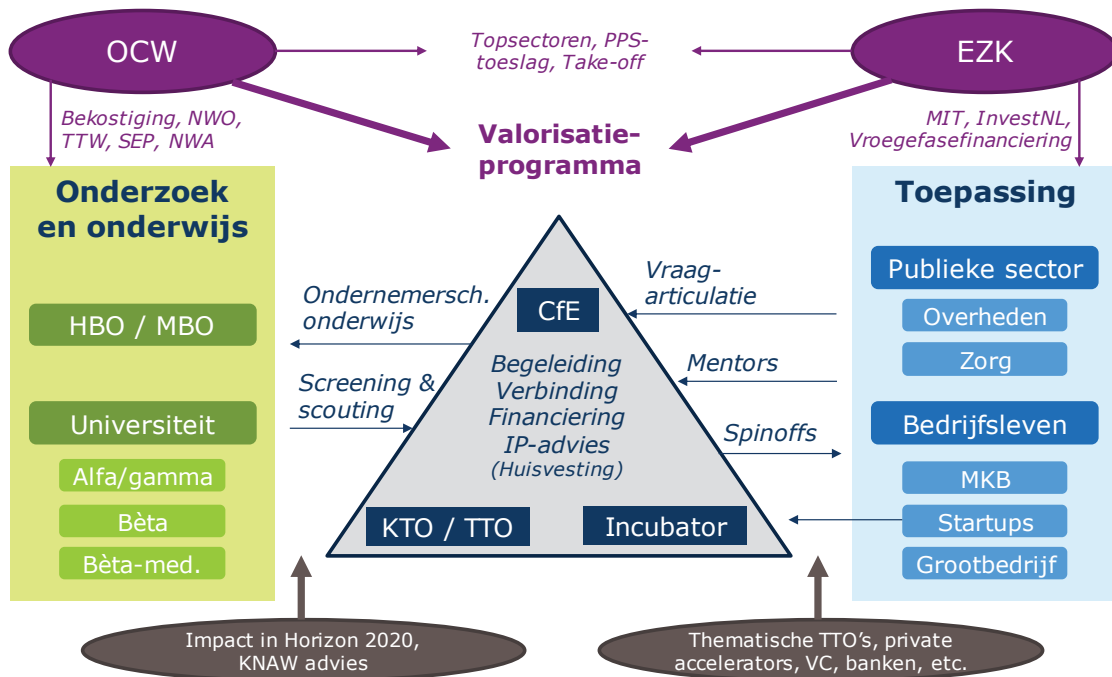 OCW
Topsectoren, PPS-
toeslag, Take-off
EZK
Bekostiging, NWO,
TTW, SEP, NWA
Valorisatie-
programma
MIT, InvestNL,
Vroegefasefinanciering
Onderzoek
en onderwijs
HBO / MBO
Universiteit
Alfa/gamma
Bèta
Bèta-med.
Ondernemersch.
onderwijs
Screening &
scouting
CfE
Begeleiding
Verbinding
Financiering
IP-advies
(Huisvesting)
KTO / TTO
Incubator
Vraag-
articulatie
Mentors
Spinoffs
Toepassing
Publieke sector
Overheden
Zorg
Bedrijfsleven
MKB
Startups
Grootbedrijf
Impact in Horizon 2020,
KNAW advies
Thematische TTO's, private
accelerators, VC, banken, etc.